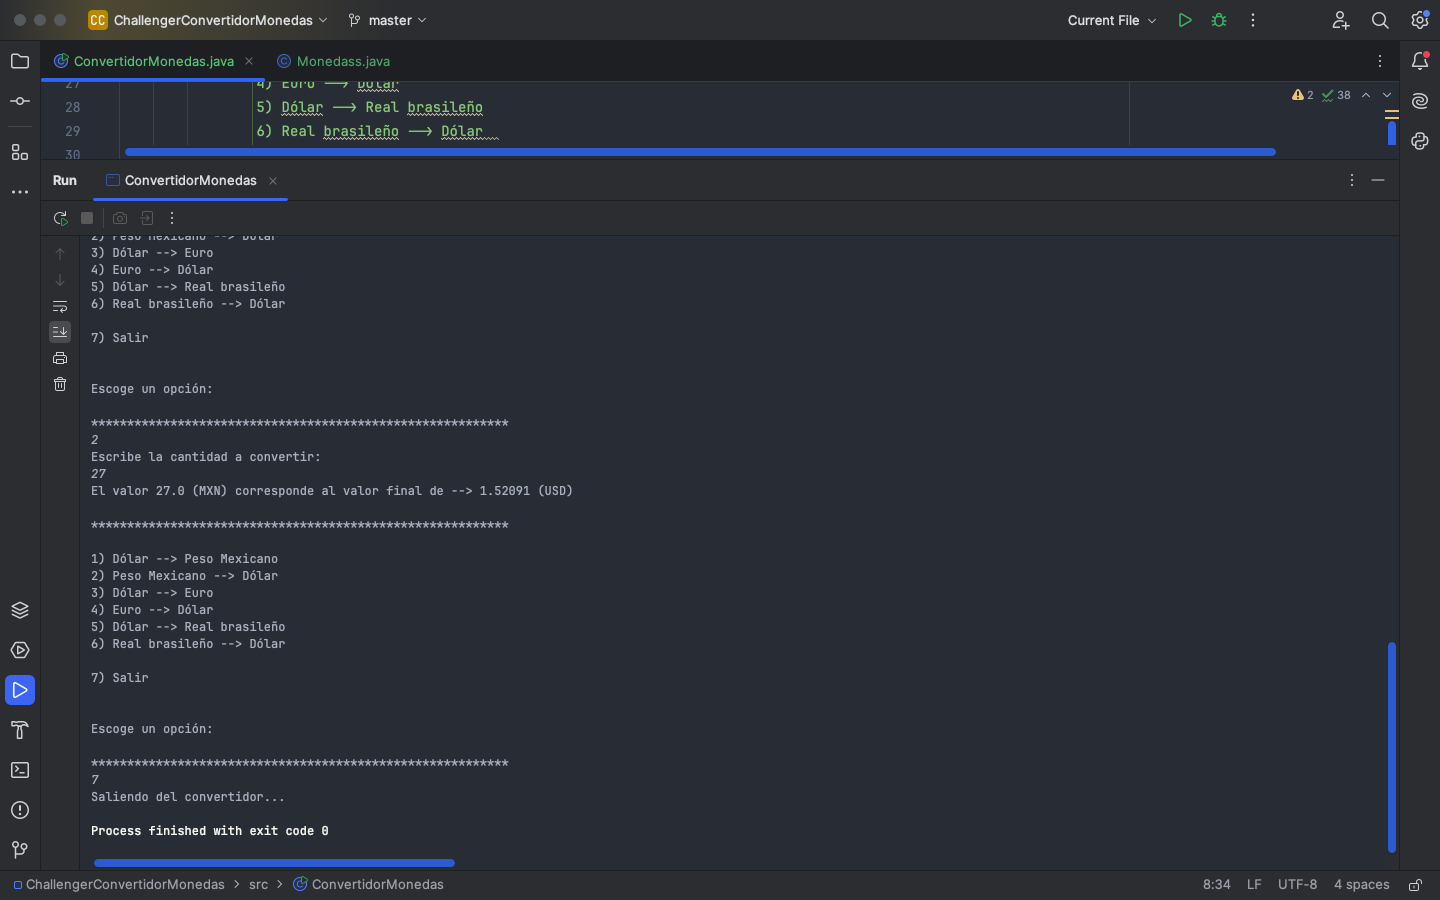 CC ChallengerConvertidorMonedas master Current File
ConvertidorMonedas.java Monedass.java
27 4) Euro --> Dólar 2 38
28 5) Dólar --> Real brasileño
29 6) Real brasileño --> Dólar
30
Run ConvertidorMonedas
2) Peso Mexicano --> Dólar
3) Dólar --> Euro
4) Euro --> Dólar
5) Dólar --> Real brasileño
6) Real brasileño --> Dólar
7) Salir
Escoge un opción:
**********************************************************
2
Escribe la cantidad a convertir:
27
El valor 27.0 (MXN) corresponde al valor final de --> 1.52091 (USD)
**********************************************************
1) Dólar --> Peso Mexicano
2) Peso Mexicano --> Dólar
3) Dólar --> Euro
4) Euro --> Dólar
5) Dólar --> Real brasileño
6) Real brasileño --> Dólar
7) Salir
Escoge un opción:
**********************************************************
7
Saliendo del convertidor...
Process finished with exit code 0
ChallengerConvertidorMonedas > src > ConvertidorMonedas 8:34 LF UTF-8 4 spaces